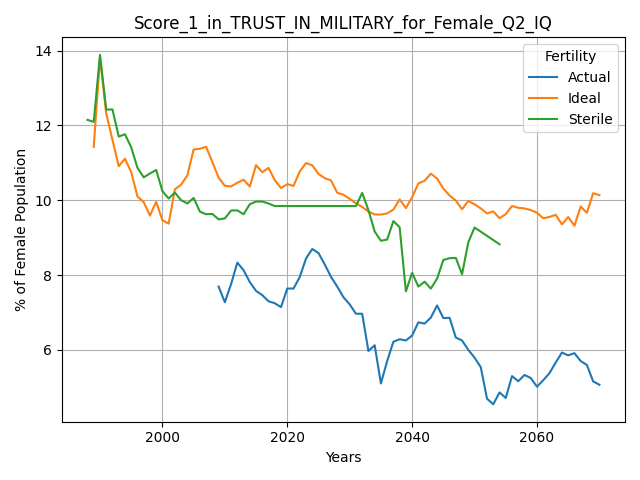 Score_1_in_TRUST_IN_MILITARY_for_Female_Q2_IQ
Fertility
Actual
Ideal
Sterile
% of Female Population
14
12
10
8
6
2000
2020
2040
2060
Years